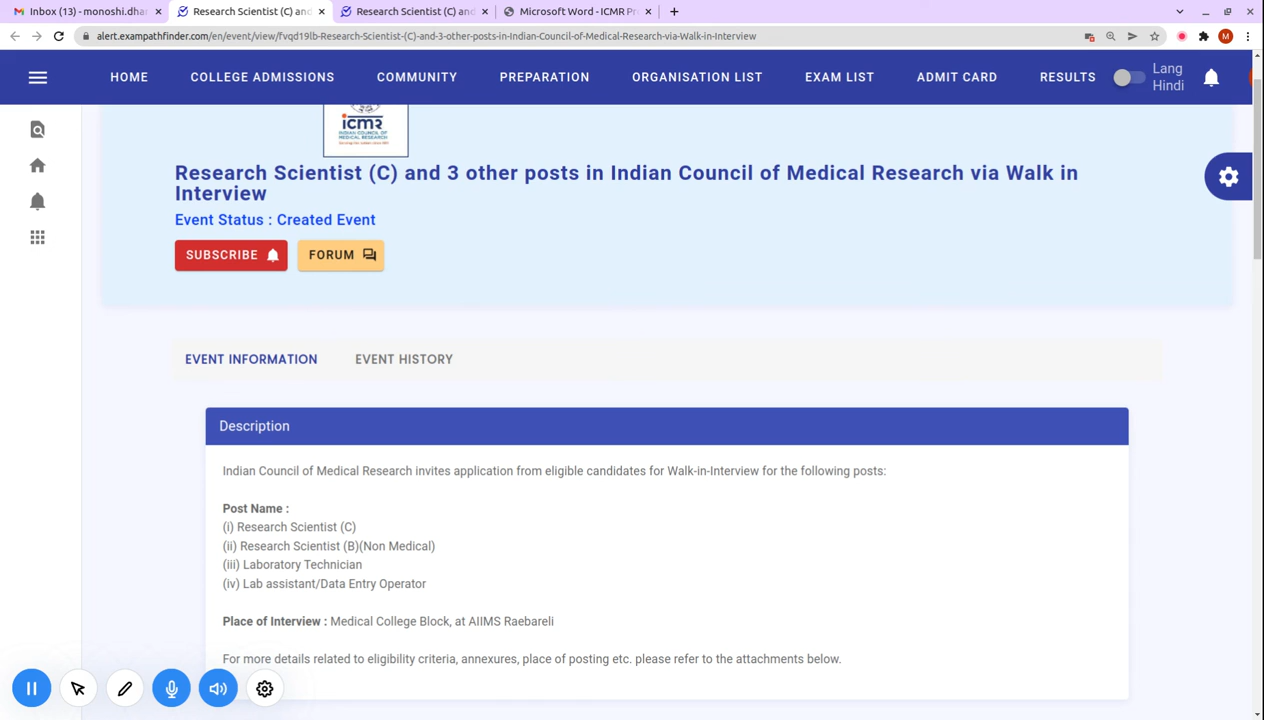 Inbox (13) - monoshi.dhar
Research Scientist (C) and
Research Scientist (C) and
Microsoft Word - ICMR Pr
alert.exampathfinder.com/en/event/view/fvqd19lb-Research-Scientist-(C)-and-3-other-posts-in-Indian-Council-of-Medical-Research-via-Walk-in-Interview
M
HOME
COLLEGE ADMISSIONS
COMMUNITY
PREPARATION
ORGANISATION LIST
EXAM LIST
ADMIT CARD
RESULTS
Lang
Hindi
icmr
INDIAN COUNCIL OF
MEDICAL RESEARCH
Research Scientist (C) and 3 other posts in Indian Council of Medical Research via Walk in
Interview
Event Status : Created Event
SUBSCRIBE
FORUM
EVENT INFORMATION
EVENT HISTORY
Description
Indian Council of Medical Research invites application from eligible candidates for Walk-in-Interview for the following posts:
Post Name :
(i) Research Scientist (C)
(ii) Research Scientist (B)(Non Medical)
(iii) Laboratory Technician
(iv) Lab assistant/Data Entry Operator
Place of Interview : Medical College Block, at AIIMS Raebareli
For more details related to eligibility criteria, annexures, place of posting etc. please refer to the attachments below.